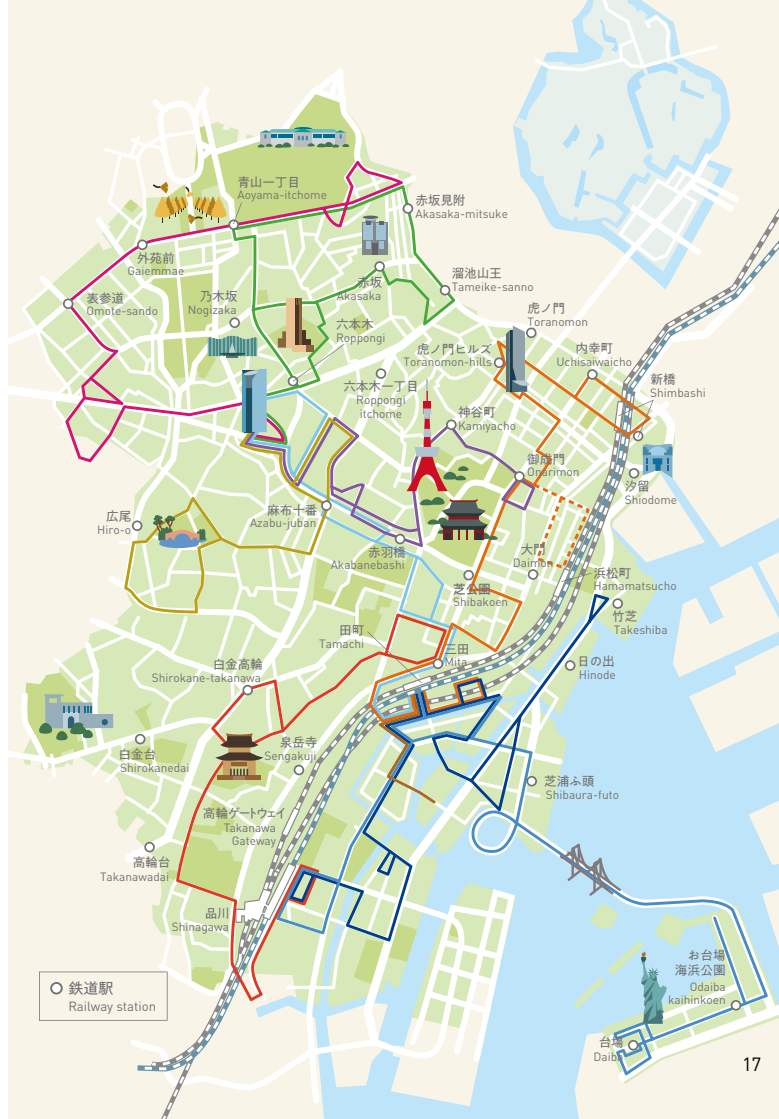 青山一丁目
Aoyama-itchome
赤坂見附
Akasaka-mitsuke
外苑前
Gaiemmae
赤坂
Akasaka
溜池山王
Tameike-sanno
表参道
Omote-sando
乃木坂
Nogizaka
六本木
Roppongi
虎ノ門
Toranomon
虎ノ門ヒルズ
Toranomon-hills
内幸町
Uchisaiwaicho
新橋
Shimbashi
六本木一丁目
Roppongi
itchome
神谷町
Kamiyacho
御成門
Onarimon
汐留
Shiodome
広尾
Hiro-o
麻布十番
Azabu-juban
赤羽橋
Akabanebashi
大門
Daimon
浜松町
Hamamatsucho
芝公園
Shibakoen
竹芝
Takeshiba
田町
Tamachi
三田
Mita
日の出
Hinode
白金高輪
Shirokane-takanawa
白金台
Shirokanedai
泉岳寺
Sengakuji
芝浦ふ頭
Shibaura-futo
高輪ゲートウェイ
Takanawa
Gateway
高輪台
Takanawadai
品川
Shinagawa
お台場
海浜公園
Odaiba
kaihinkoen
台場
Daiba
鉄道駅
Railway station
17